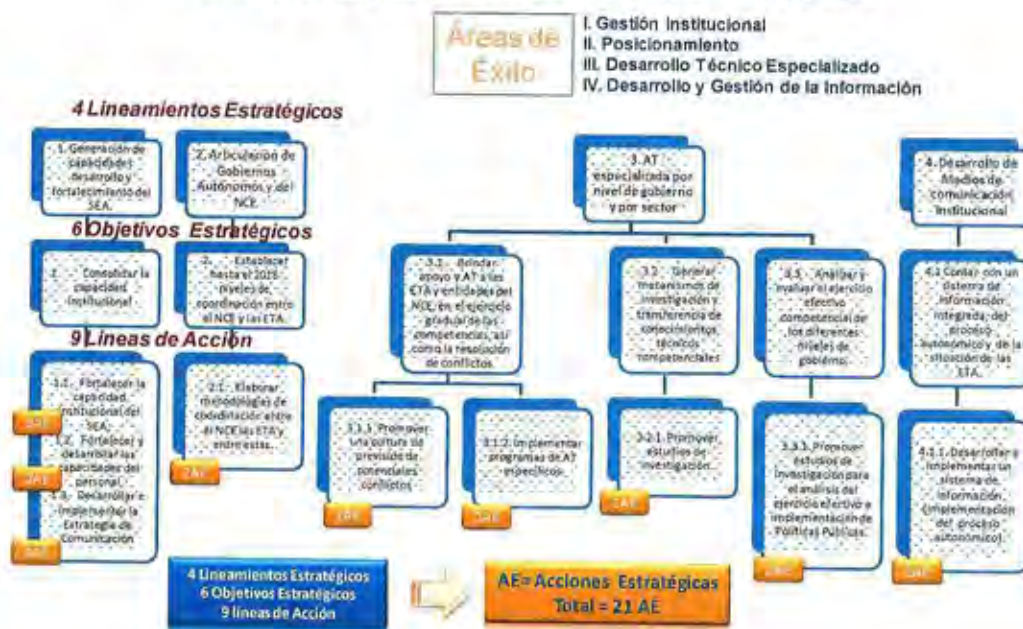 Áreas de
Éxito
I. Gestión Institucional
II. Posicionamiento
III. Desarrollo Técnico Especializado
IV. Desarrollo y Gestión de la Información
4 Lineamientos Estratégicos
1. Generación de
capacidades
desarrollo y
fortalecimiento del
SEA.
2. Articulación de
Gobiernos
Autónomos y del
NCE.
3. AT
especializada por
nivel de gobierno
y por sector
4. Desarrollo de
Medios de
comunicación
Institucional
6 Objetivos Estratégicos
1. Consolidar la
capacidad
institucional
2. Establecer
hasta el
niveles de
coordinación entre
el NCE y las ETA.
3.1. Brindar
apoyo y AT a las
ETA y entidades del
NCE, en el ejercicio
gradual de las
competencias, así
como la resolución
de conflictos
3.2. Generar
mecanismos de
investigación y
transferencia de
conocimientos
técnicos
competenciales
3.3. Analizar y
evaluar el ejercicio
efectivo
competencial de
los diferentes
niveles de
gobierno.
4.1 Contar con un
sistema de
información
integrada, del
proceso
autonómico y de la
situación de las
ETA.
9 Líneas de Acción
1.1. Fortalecer la
capacidad
institucional del
SEA.
1.2. Fortalecer y
desarrollar las
capacidades del
personal
1.3. Desarrollar e
implementar la
Estrategia de
Comunicación
2.1. Elaborar
metodologías de
coordinación entre
el NCE las ETA y
entre estas.
2AE
Promover
una cultura de
previsión de
potenciales
conflictos
3.1.2. Implementar
programas de AT
específicos
3.2.1. Promover
estudios de
investigación
3.3.1. Promover
estudios de
investigación para
el análisis del
ejercicio efectivo e
implementación de
Políticas Públicas.
4.1.1. Desarrollar e
implementar un
sistema de
información
(implementación
del proceso
autonómico)
4 Lineamientos Estratégicos
6 Objetivos Estratégicos
9 líneas de Acción
AE= Acciones Estratégicas
Total = 21 AE